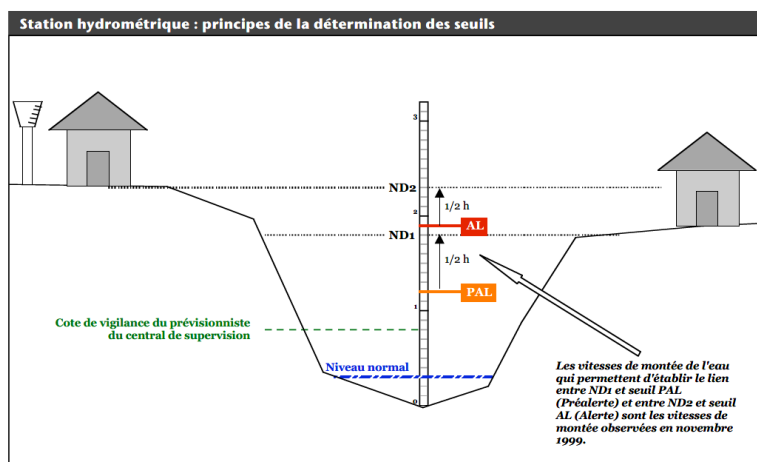 Station hydrométrique : principes de la détermination des seuils
3
ND2
1/2 h
2
AL
ND1
1/2 h
PAL
1
Cote de vigilance du prévisionniste
du central de supervision
Niveau normal
0
Les vitesses de montée de l'eau
qui permettent d'établir le lien
entre ND1 et seuil PAL
(Préalerte) et entre ND2 et seuil
AL (Alerte) sont les vitesses de
montée observées en novembre
1999.